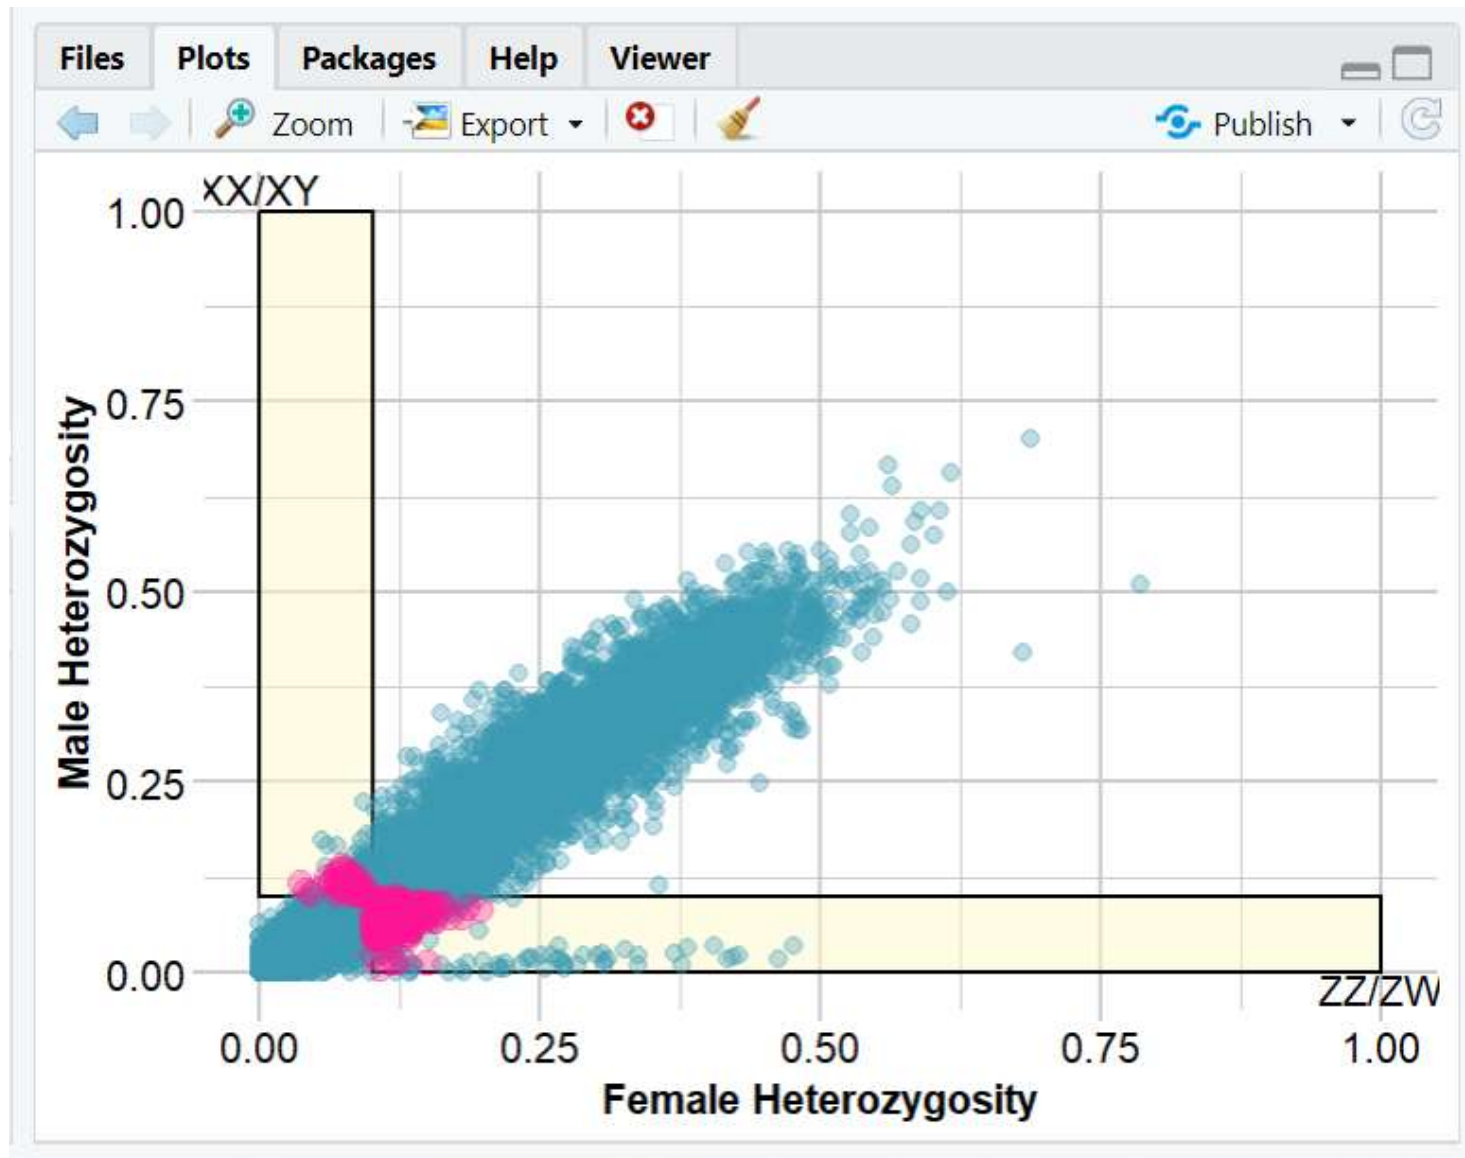 Files Plots Packages Help Viewer
Zoom Export Publish
XX/XY
1.00
0.75
0.50
0.25
0.00
Male Heterozygosity
ZZ/ZW
0.00 0.25 0.50 0.75 1.00
Female Heterozygosity